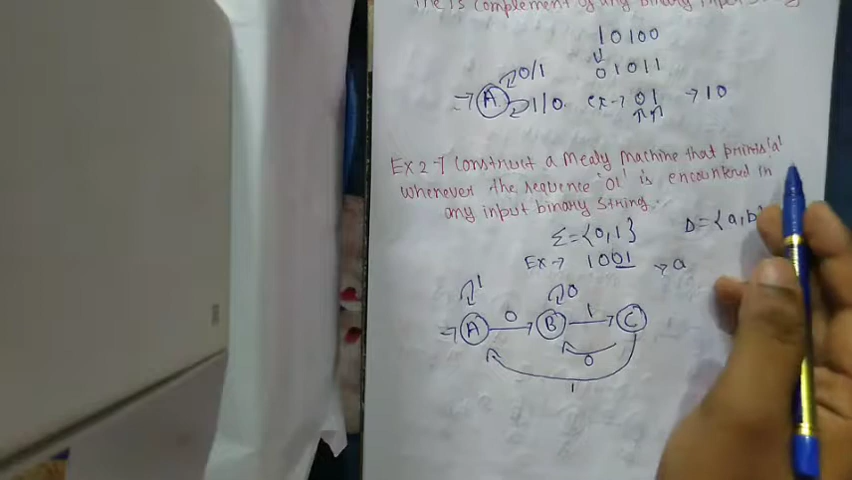 The 1s complement of any binary input string
10100
01011
→ A 0/1 1/0. ex → 01 → 10
Ex 2 → Construct a Mealy Machine that prints 'a'
whenever the sequence '01' is encountered in
any input binary string.
Σ = {0,1} Δ = {a,b}
Ex → 1001 → a
1 0
→ A 0 B 1 C
0
1